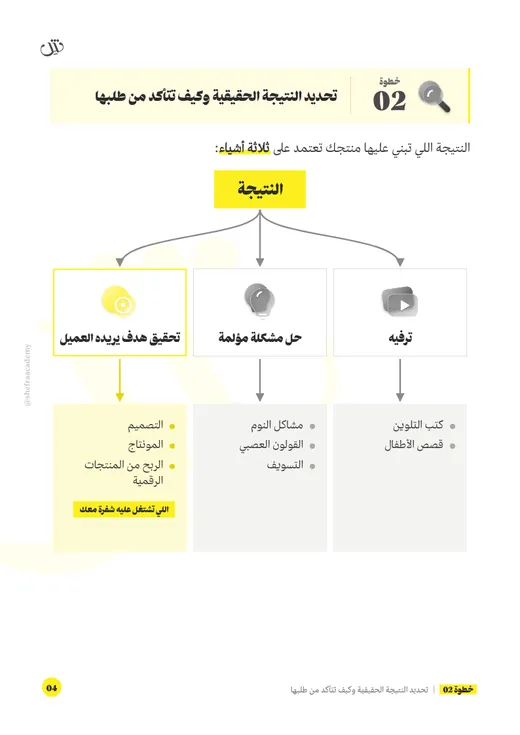 خطوة
02
تحديد النتيجة الحقيقية وكيف تتأكد من طلبها
النتيجة اللي تبني عليها منتجك تعتمد على ثلاثة أشياء:
النتيجة
ترفيه
حل مشكلة مؤلمة
تحقيق هدف يريده العميل
كتب التلوين
قصص الأطفال
مشاكل النوم
القولون العصبي
التسويف
التصميم
المونتاج
الربح من المنتجات
الرقمية
اللي تشتغل عليه شفرة معك
@shefraacademy
خطوة 02 | تحديد النتيجة الحقيقية وكيف تتأكد من طلبها
04